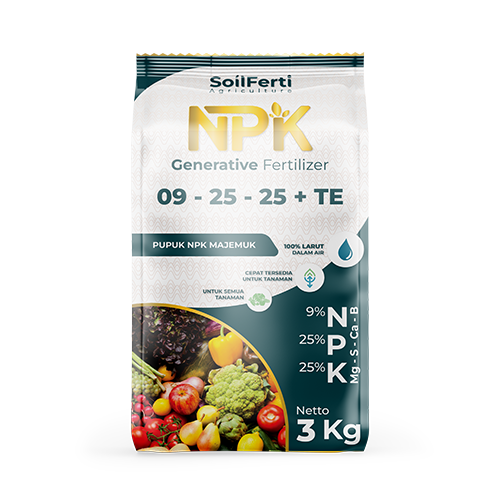 SoilFerti
Agriculture
NPK
Generative Fertilizer
09 - 25 - 25 + TE
PUPUK NPK MAJEMUK
100% LARUT
DALAM AIR
CEPAT TERSEDIA
UNTUK TANAMAN
UNTUK SEMUA
TANAMAN
9% N
25% P
25% K
Mg - S - Ca - B
Netto
3 Kg